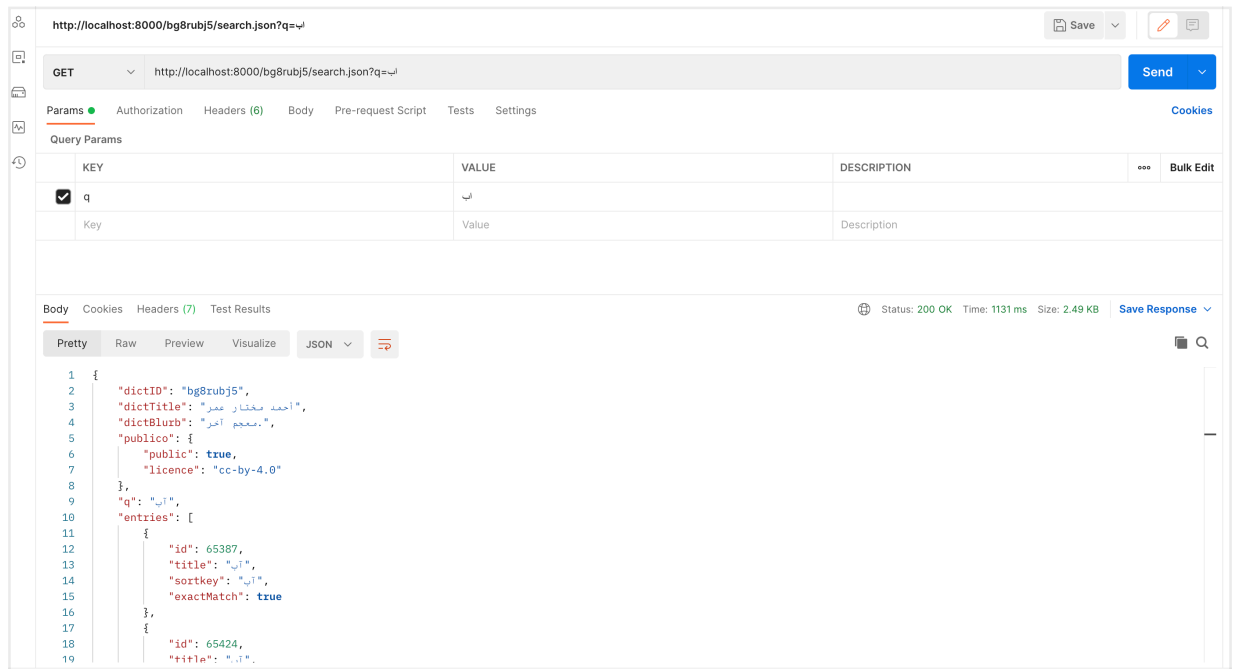 http://localhost:8000/bg8rubj5/search.json?q=اب
Save
GET http://localhost:8000/bg8rubj5/search.json?q=اب Send
Params Authorization Headers (6) Body Pre-request Script Tests Settings Cookies
Query Params
KEY VALUE DESCRIPTION ooo Bulk Edit
q اب
Key Value Description
Body Cookies Headers (7) Test Results Status: 200 OK Time: 1131 ms Size: 2.49 KB Save Response
Pretty Raw Preview Visualize JSON
1 {
2 "dictID": "bg8rubj5",
3 "dictTitle": "أحمد مختار عمر",
4 "dictBlurb": "معجم آخر.",
5 "publico": {
6 "public": true,
7 "licence": "cc-by-4.0"
8 },
9 "q": "آب",
10 "entries": [
11 {
12 "id": 65387,
13 "title": "آب",
14 "sortkey": "آب",
15 "exactMatch": true
16 },
17 {
18 "id": 65424,
19 "title": "آب",